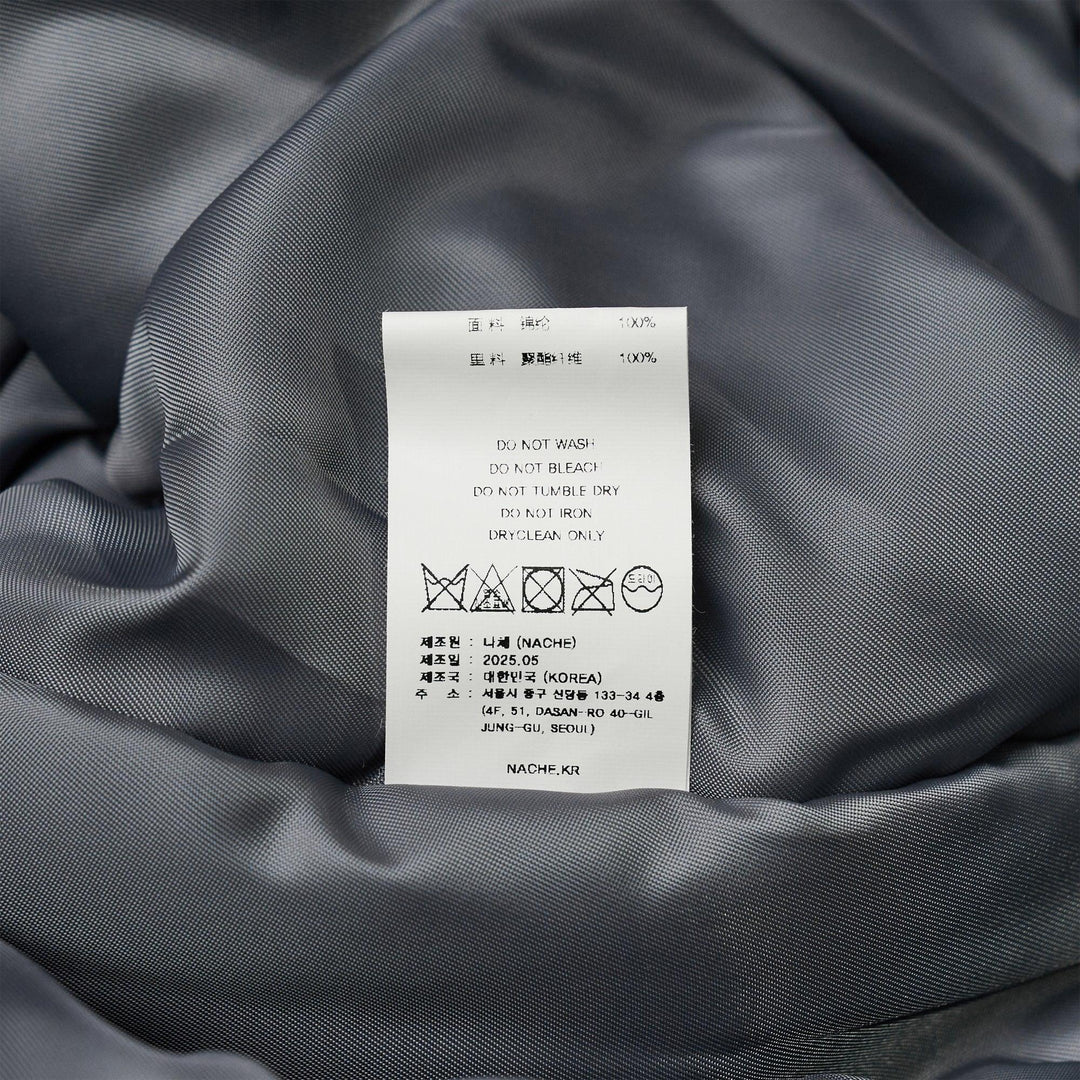 面料 锦纶 100%
里料 聚酯纤维 100%
DO NOT WASH
DO NOT BLEACH
DO NOT TUMBLE DRY
DO NOT IRON
DRYCLEAN ONLY
드라이
제조원 : 나체 (NACHE)
제조일 : 2025.05
제조국 : 대한민국 (KOREA)
주 소 : 서울시 중구 신당동 133-34 4층
(4F, 51, DASAN-RO 40-GIL
JUNG-GU, SEOUL)
NACHE.KR